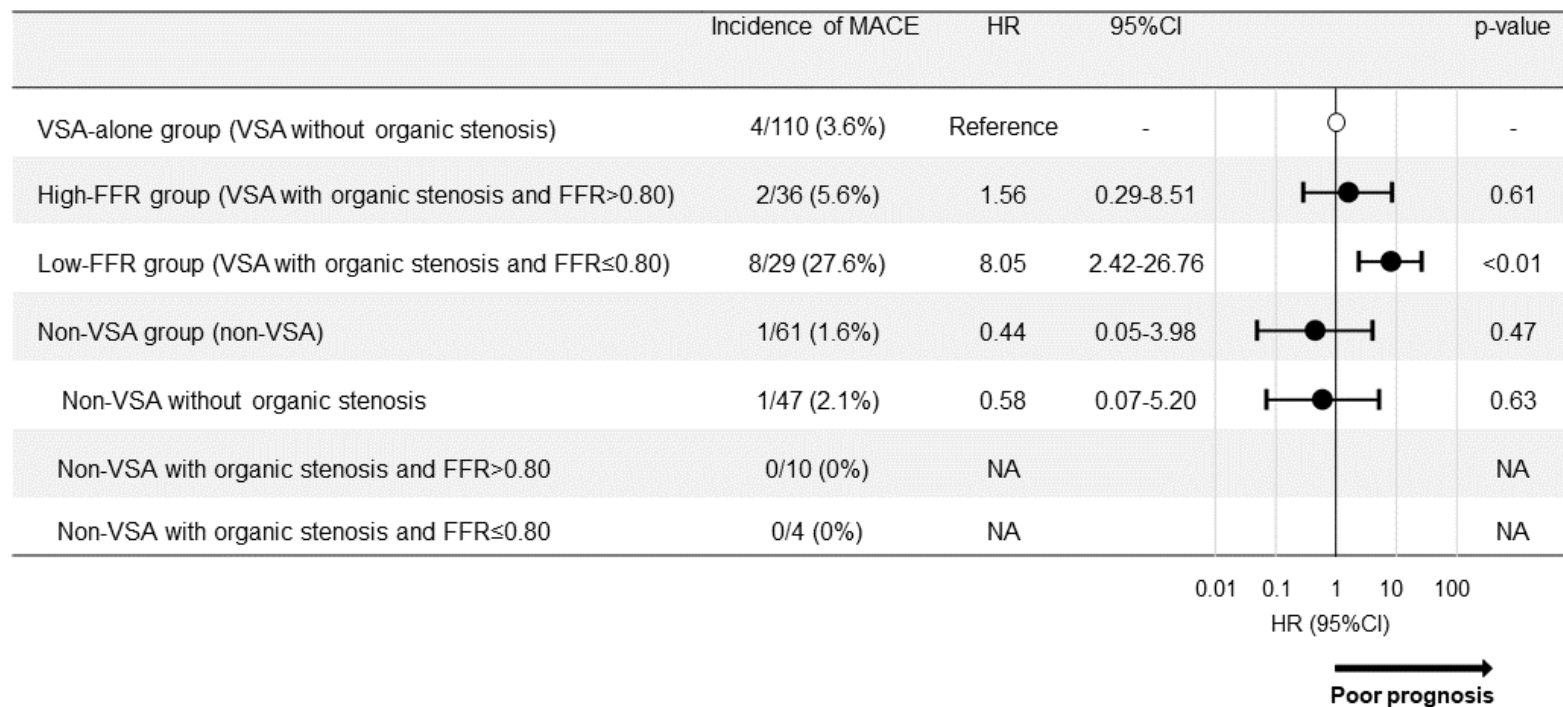 Incidence of MACE HR 95%CI p-value
VSA-alone group (VSA without organic stenosis) 4/110 (3.6%) Reference - -
High-FFR group (VSA with organic stenosis and FFR>0.80) 2/36 (5.6%) 1.56 0.29-8.51 0.61
Low-FFR group (VSA with organic stenosis and FFR≤0.80) 8/29 (27.6%) 8.05 2.42-26.76 <0.01
Non-VSA group (non-VSA) 1/61 (1.6%) 0.44 0.05-3.98 0.47
Non-VSA without organic stenosis 1/47 (2.1%) 0.58 0.07-5.20 0.63
Non-VSA with organic stenosis and FFR>0.80 0/10 (0%) NA NA
Non-VSA with organic stenosis and FFR≤0.80 0/4 (0%) NA NA
0.01 0.1 1 10 100
HR (95%CI)
Poor prognosis